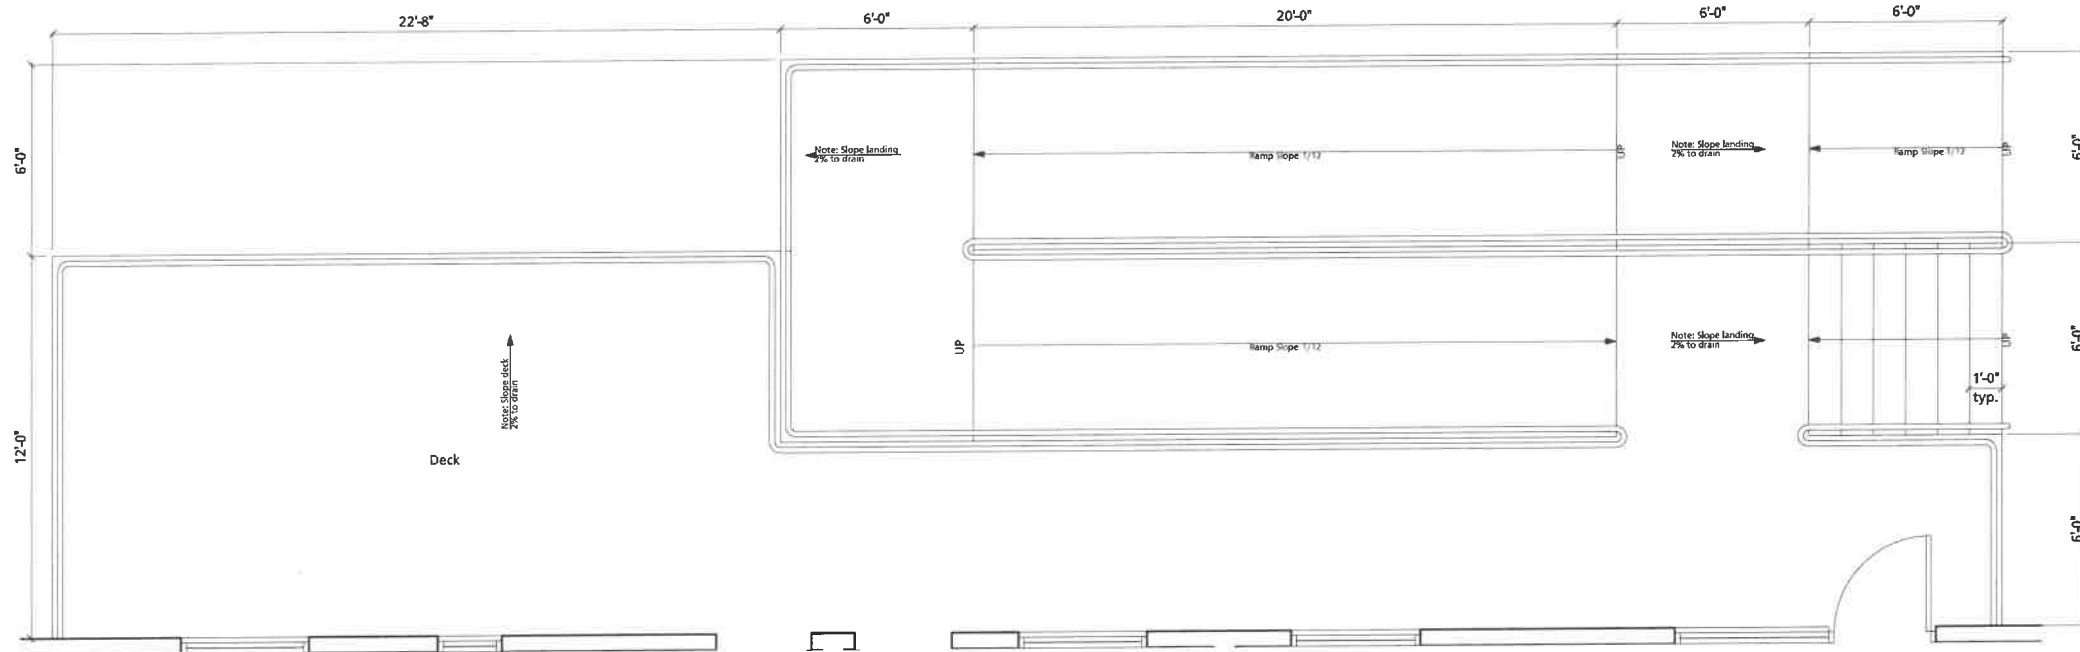 22'-8"
6'-0"
20'-0"
6'-0"
6'-0"
6'-0"
Note: Slope landing
2% to drain
Ramp Slope 1/12
UP
Note: Slope landing
2% to drain
Ramp Slope 1/12
UP
6'-0"
12'-0"
Note: Slope deck
2% to drain
Deck
UP
Ramp Slope 1/12
Note: Slope landing
2% to drain
UP
1'-0"
typ.
6'-0"
6'-0"